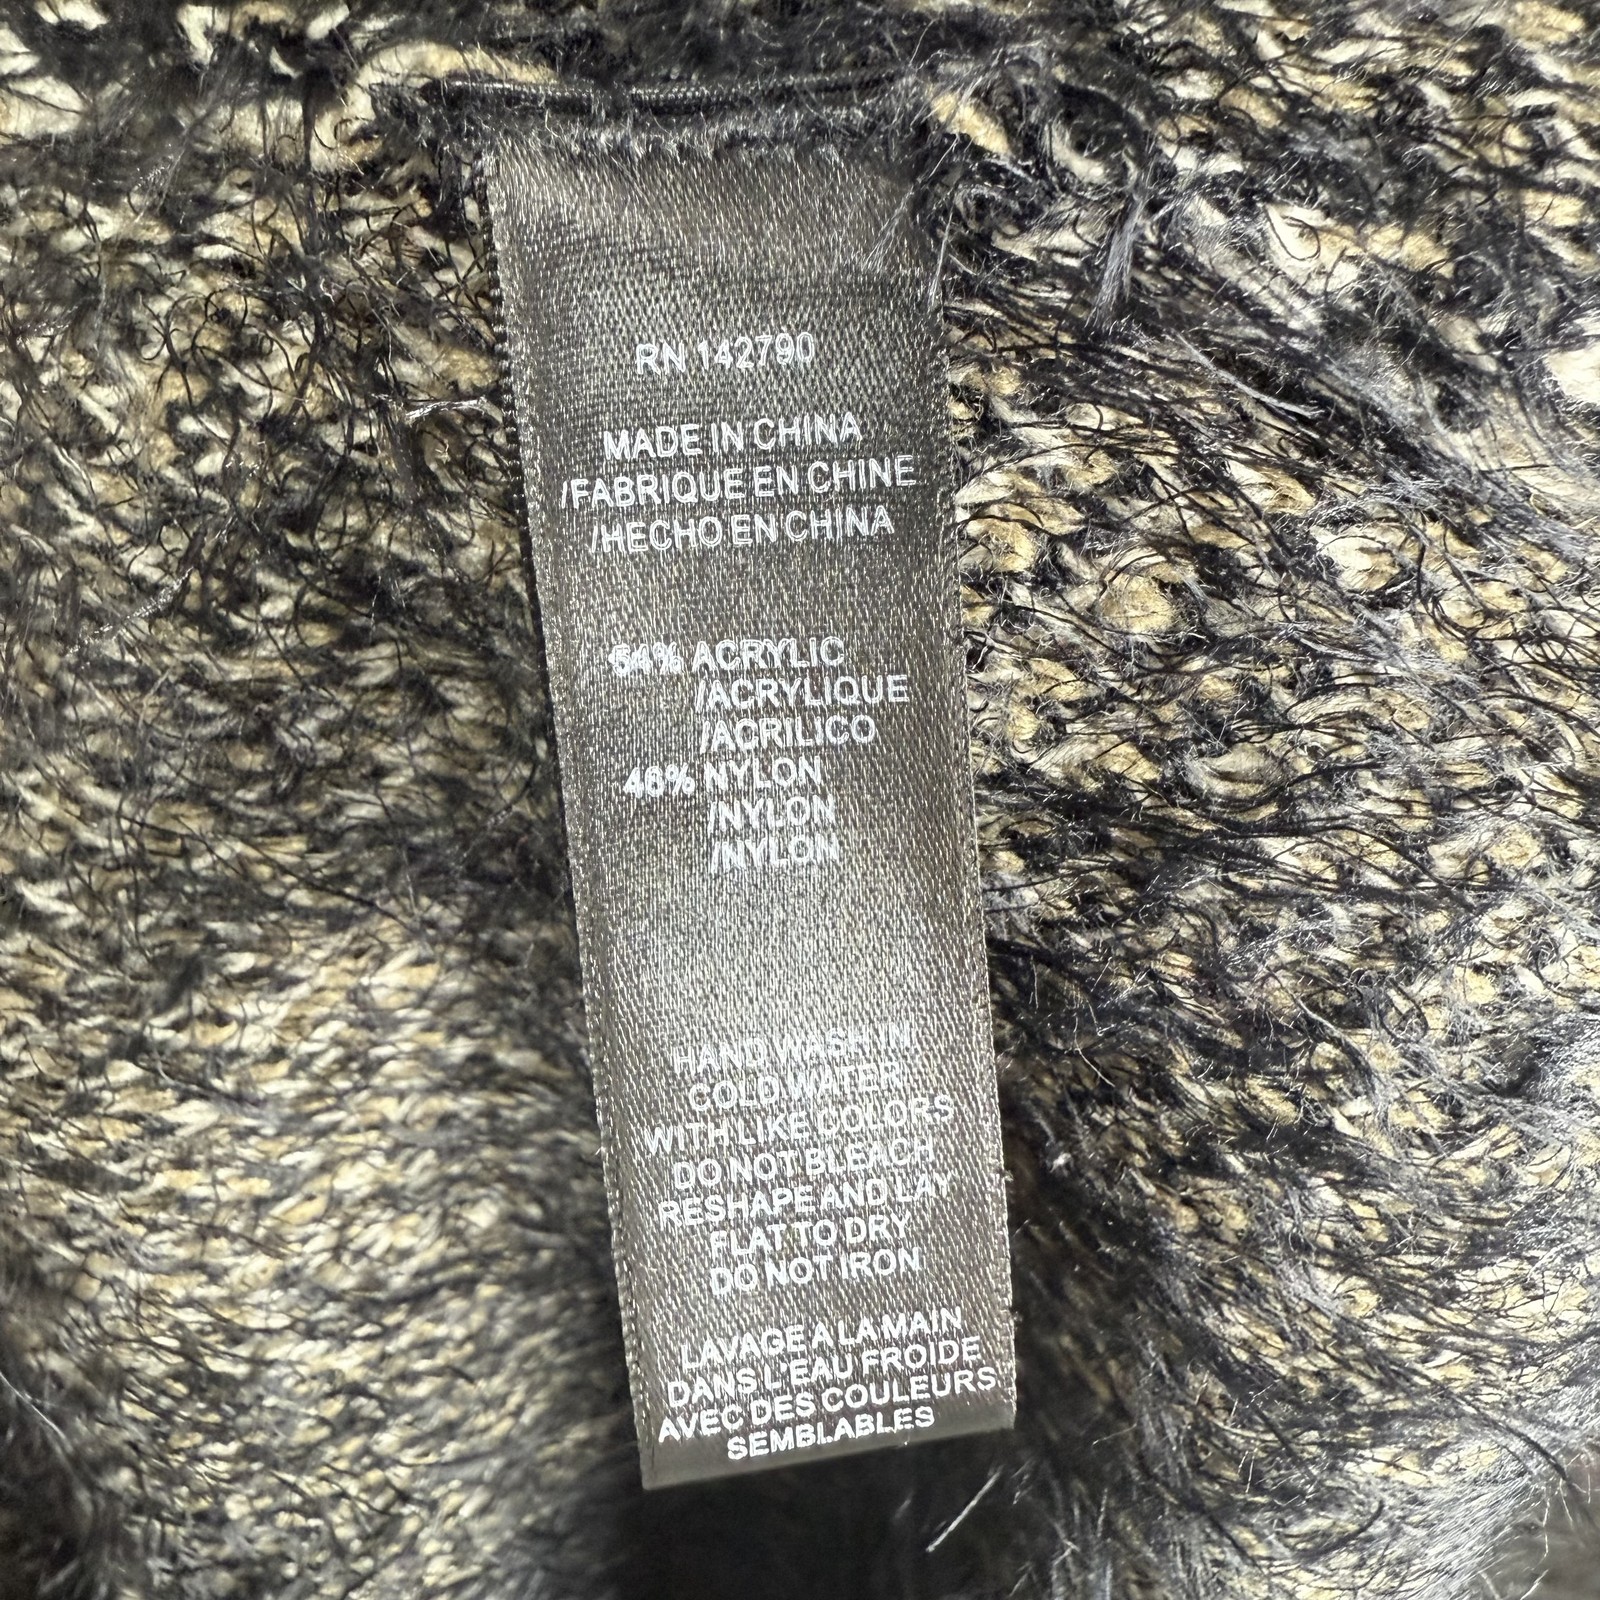 RN 142790
MADE IN CHINA
/FABRIQUE EN CHINE
/HECHO EN CHINA
54% ACRYLIC
/ACRYLIQUE
/ACRILICO
46% NYLON
/NYLON
/NYLON
HAND WASH IN
COLD WATER
WITH LIKE COLORS
DO NOT BLEACH
RESHAPE AND LAY
FLAT TO DRY
DO NOT IRON
LAVAGE A LA MAIN
DANS L'EAU FROIDE
AVEC DES COULEURS
SEMBLABLES